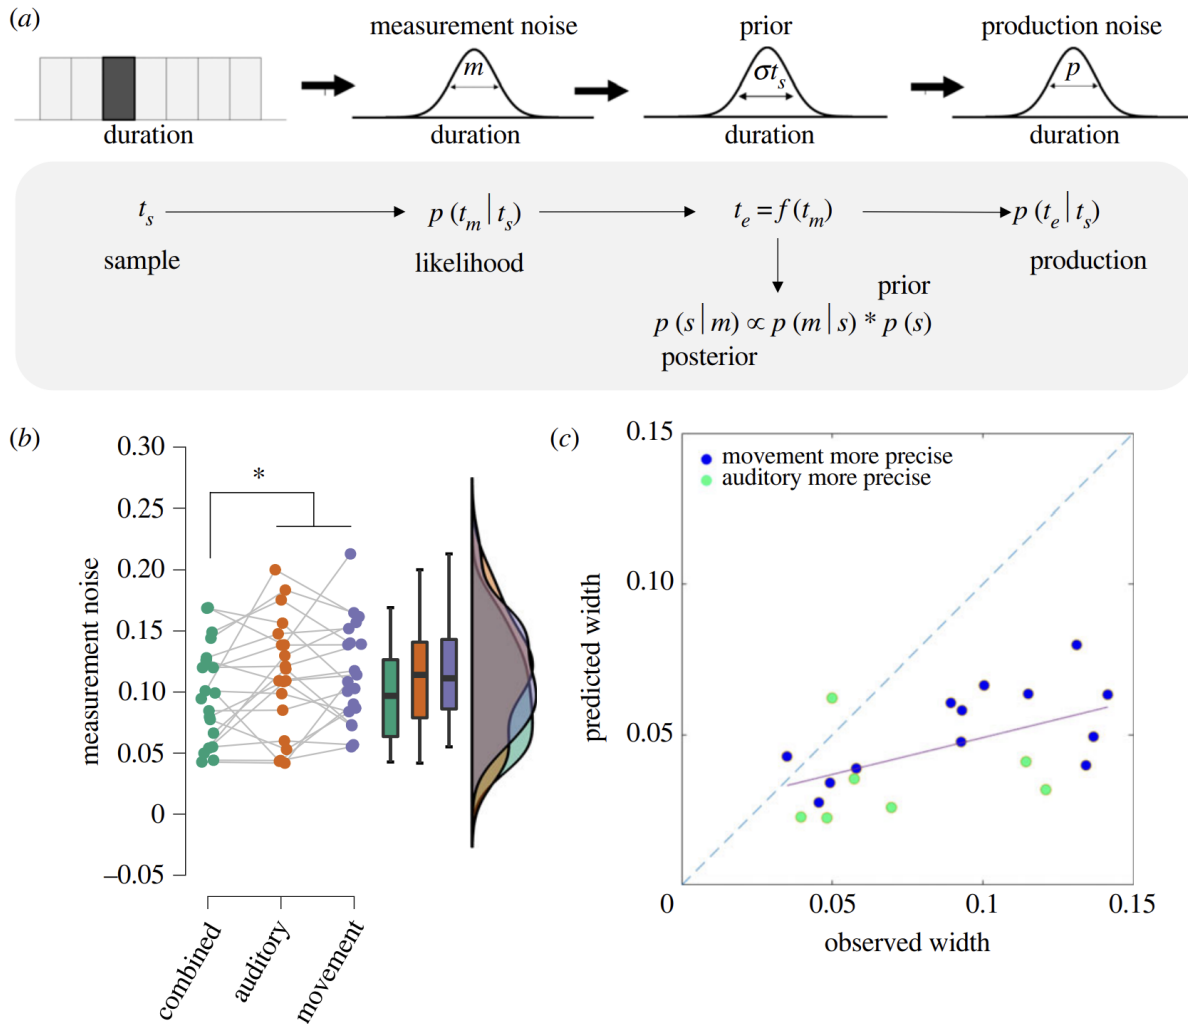 (a)
measurement noise
prior
production noise
m
σt_s
p
duration
duration
duration
duration
t_s
p (t_m | t_s)
t_e = f (t_m)
p (t_e | t_s)
sample
likelihood
production
prior
p (s | m) ∝ p (m | s) * p (s)
posterior
(b)
0.30
0.25
0.20
0.15
0.10
0.05
0
–0.05
measurement noise
*
combined
auditory
movement
(c)
0.15
0.10
0.05
predicted width
movement more precise
auditory more precise
0
0.05
0.1
0.15
observed width